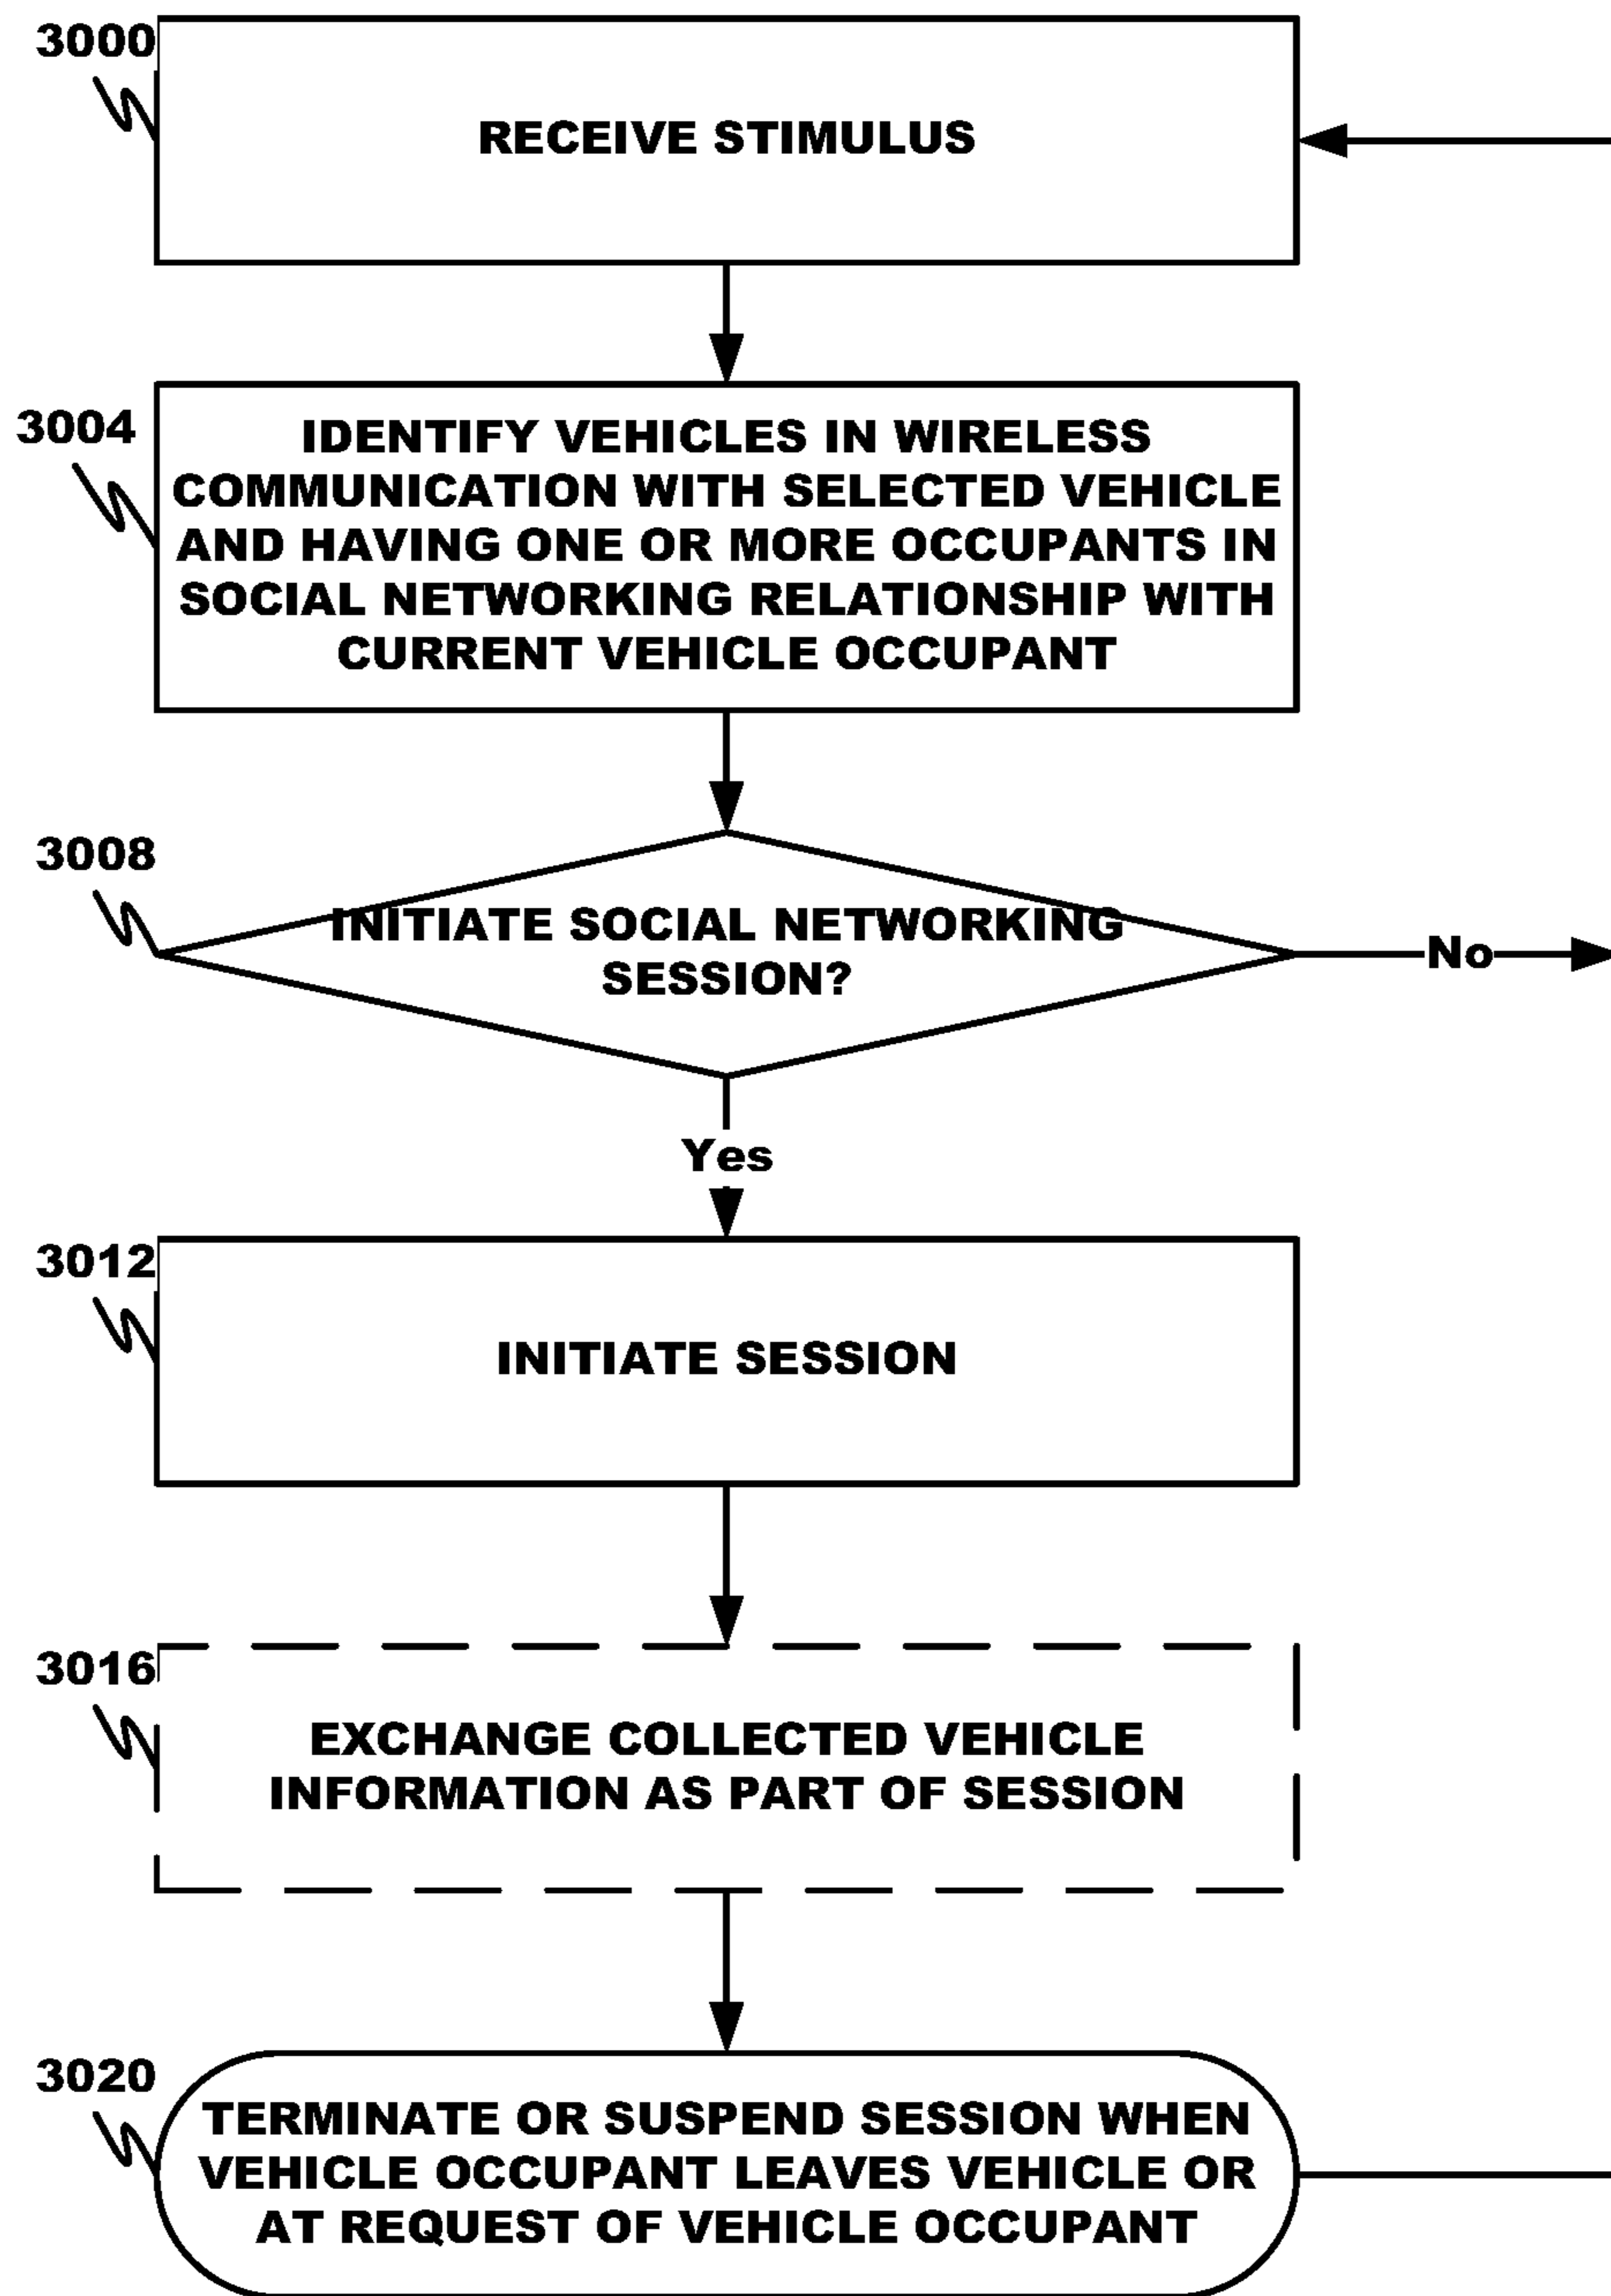 3000
RECEIVE STIMULUS
3004
IDENTIFY VEHICLES IN WIRELESS
COMMUNICATION WITH SELECTED VEHICLE
AND HAVING ONE OR MORE OCCUPANTS IN
SOCIAL NETWORKING RELATIONSHIP WITH
CURRENT VEHICLE OCCUPANT
3008
INITIATE SOCIAL NETWORKING
SESSION?
No
Yes
3012
INITIATE SESSION
3016
EXCHANGE COLLECTED VEHICLE
INFORMATION AS PART OF SESSION
3020
TERMINATE OR SUSPEND SESSION WHEN
VEHICLE OCCUPANT LEAVES VEHICLE OR
AT REQUEST OF VEHICLE OCCUPANT